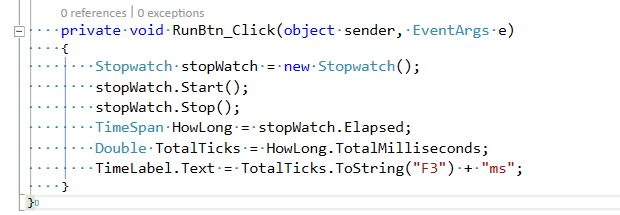 0 references | 0 exceptions
private void RunBtn_Click(object sender, EventArgs e)
{
Stopwatch stopWatch = new Stopwatch();
stopWatch.Start();
stopWatch.Stop();
TimeSpan HowLong = stopWatch.Elapsed;
Double TotalTicks = HowLong.TotalMilliseconds;
TimeLabel.Text = TotalTicks.ToString("F3") + "ms";
}
}